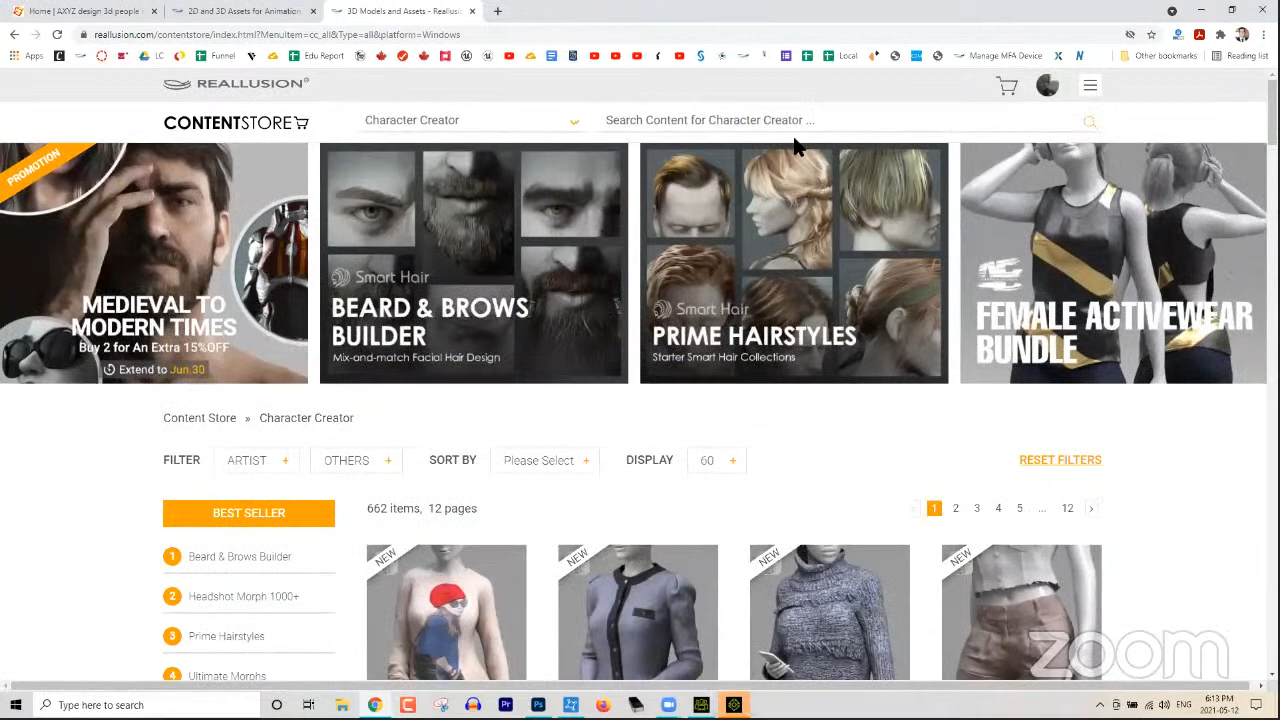 Home | AXYZ design 3d people
2D and 3D Assets for Animation
3D Models and Assets - Reallusic
reallusion.com/contentstore/index.html?MenuItem=cc_all&Type=all&platform=Windows
Apps
LC
Funnel
Vf
Edu Report
Local
Manage MFA Device
Other bookmarks
Reading list
REALLUSION
CONTENTSTORE
Character Creator
Search Content for Character Creator ...
PROMOTION
MEDIEVAL TO
MODERN TIMES
Buy 2 for An Extra 15%OFF
Extend to Jun.30
Smart Hair
BEARD & BROWS
BUILDER
Mix-and-match Facial Hair Design
Smart Hair
PRIME HAIRSTYLES
Starter Smart Hair Collections
FEMALE ACTIVEWEAR
BUNDLE
Content Store » Character Creator
FILTER ARTIST + OTHERS + SORT BY Please Select + DISPLAY 60 + RESET FILTERS
BEST SELLER
662 items, 12 pages
1 2 3 4 5 ... 12 >
1 Beard & Brows Builder
2 Headshot Morph 1000+
3 Prime Hairstyles
4 Ultimate Morphs
NEW
NEW
NEW
NEW
zoom
Type here to search
ENG
6:13 PM
2021-05-12